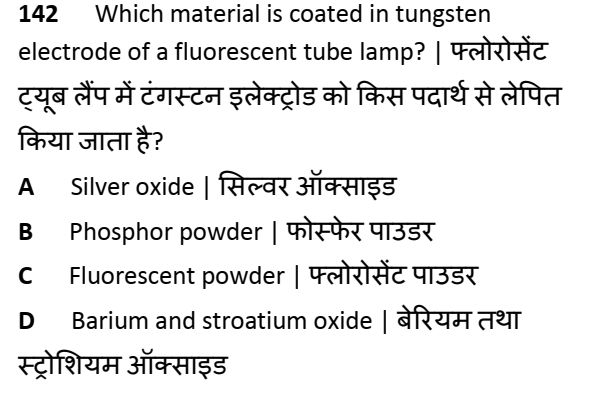 142 Which material is coated in tungsten
electrode of a fluorescent tube lamp? | फ्लोरोसेंट
ट्यूब लैंप में टंगस्टन इलेक्ट्रोड को किस पदार्थ से लेपित
किया जाता है?
A Silver oxide | सिल्वर ऑक्साइड
B Phosphor powder | फोस्फेर पाउडर
C Fluorescent powder | फ्लोरोसेंट पाउडर
D Barium and stroatium oxide | बेरियम तथा
स्ट्रोशियम ऑक्साइड